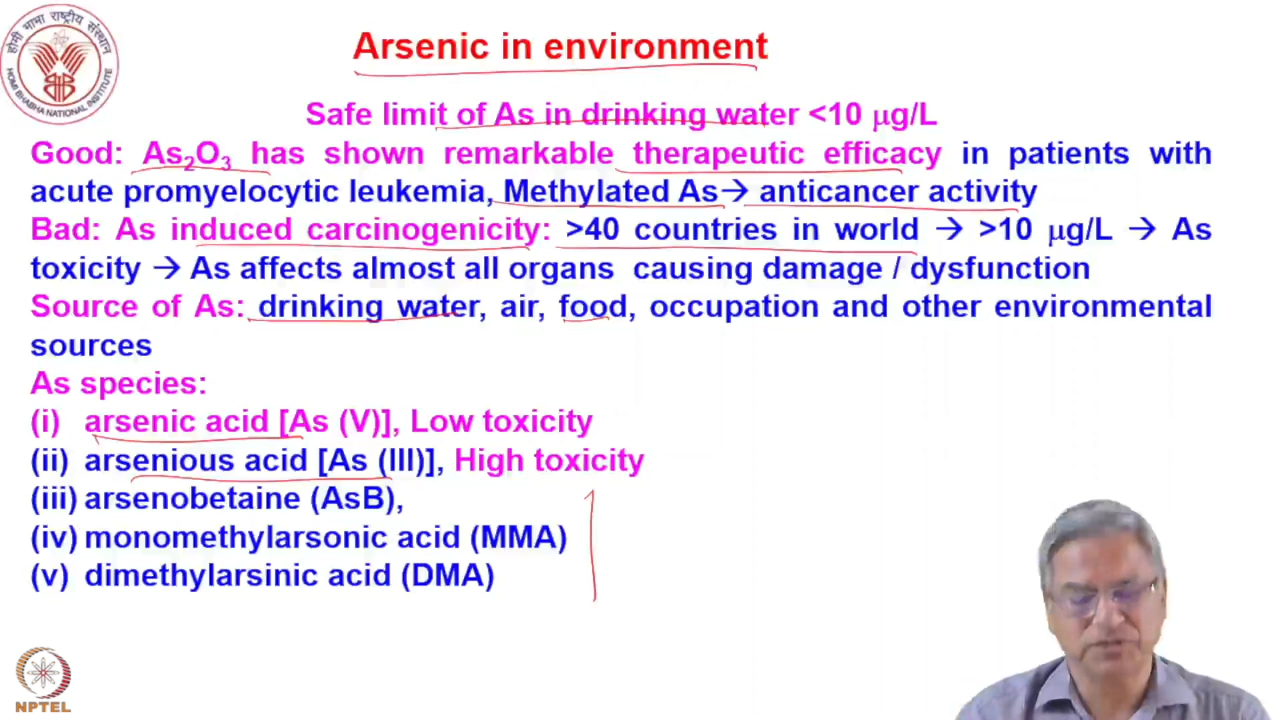 होमी भाभा राष्ट्रीय संस्थान
HOMI BHABHA NATIONAL INSTITUTE
Arsenic in environment
Safe limit of As in drinking water <10 μg/L
Good: As₂O₃ has shown remarkable therapeutic efficacy in patients with
acute promyelocytic leukemia, Methylated As→ anticancer activity
Bad: As induced carcinogenicity: >40 countries in world → >10 μg/L → As
toxicity → As affects almost all organs causing damage / dysfunction
Source of As: drinking water, air, food, occupation and other environmental
sources
As species:
(i) arsenic acid [As (V)], Low toxicity
(ii) arsenious acid [As (III)], High toxicity
(iii) arsenobetaine (AsB),
(iv) monomethylarsonic acid (MMA)
(v) dimethylarsinic acid (DMA)
NPTEL